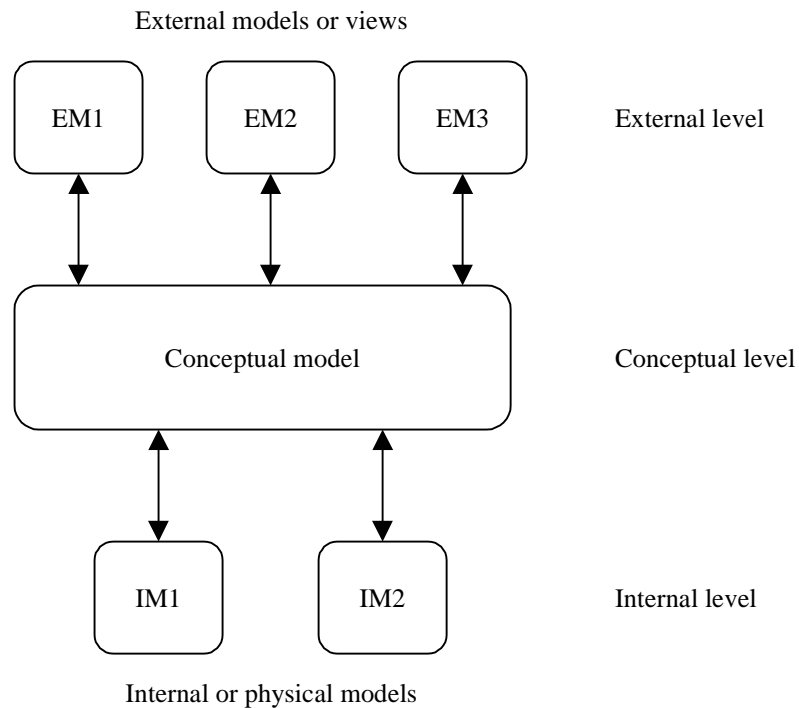 External models or views
EM1 EM2 EM3 External level
Conceptual model Conceptual level
IM1 IM2 Internal level
Internal or physical models